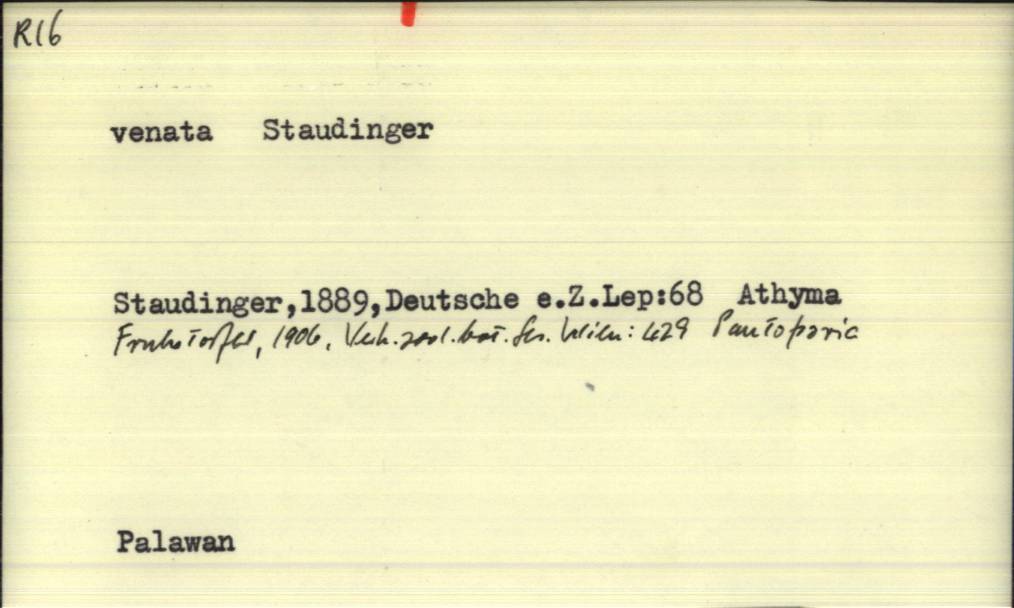 R16
venata Staudinger
Staudinger,1889,Deutsche e.Z.Lep:68 Athyma
Fruhstorfer, 1906, Verh. zool. bot. Ges. Wien: 429 Pantoporia
Palawan